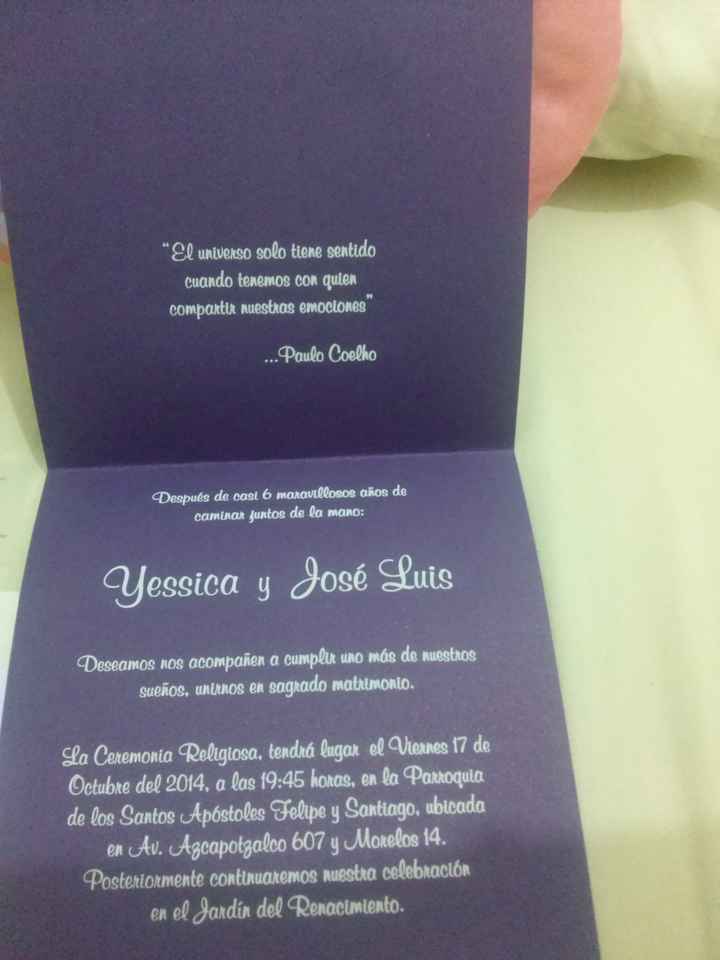 “El universo solo tiene sentido
cuando tenemos con quien
compartir nuestras emociones”
...Paulo Coelho
Después de casi 6 maravillosos años de
caminar juntos de la mano:
Yessica y José Luis
Deseamos nos acompañen a cumplir uno más de nuestros
sueños, unirnos en sagrado matrimonio.
La Ceremonia Religiosa, tendrá lugar el Viernes 17 de
Octubre del 2014, a las 19:45 horas, en la Parroquia
de los Santos Apóstoles Felipe y Santiago, ubicada
en Av. Azcapotzalco 607 y Morelos 14.
Posteriormente continuaremos nuestra celebración
en el Jardín del Renacimiento.